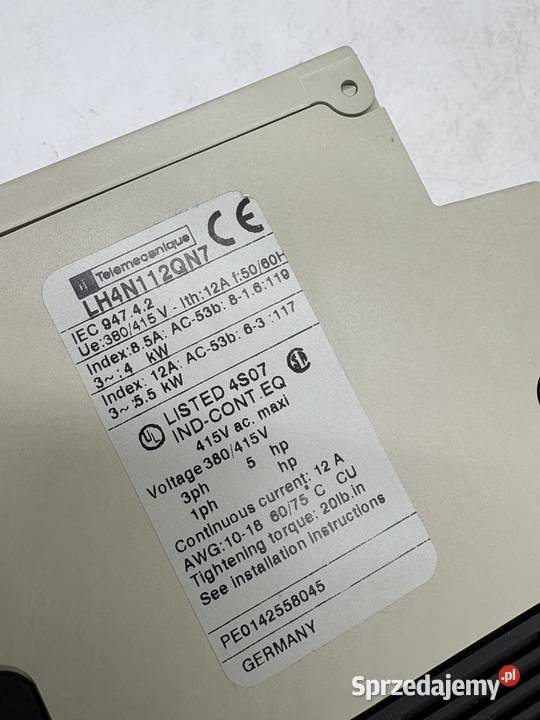 Telemecanique CE
LH4N112QN7
IEC 947.4.2
Ue:380/415 V - Ith:12A f:50/60H
Index:8.5A: AC-53b: 8-1.6:119
3~:4 kW
Index: 12A: AC-53b: 6-3 :117
3~:5.5 kW
UL LISTED 4S07
IND-CONT.EQ
415V ac. maxi
Voltage 380/415V
3ph 5 hp
1ph hp
Continuous current: 12 A
AWG:10-18 60/75°C CU
Tightening torque: 20lb.in
See installation instructions
PE0142558045
GERMANY
Sprzedajemy.pl